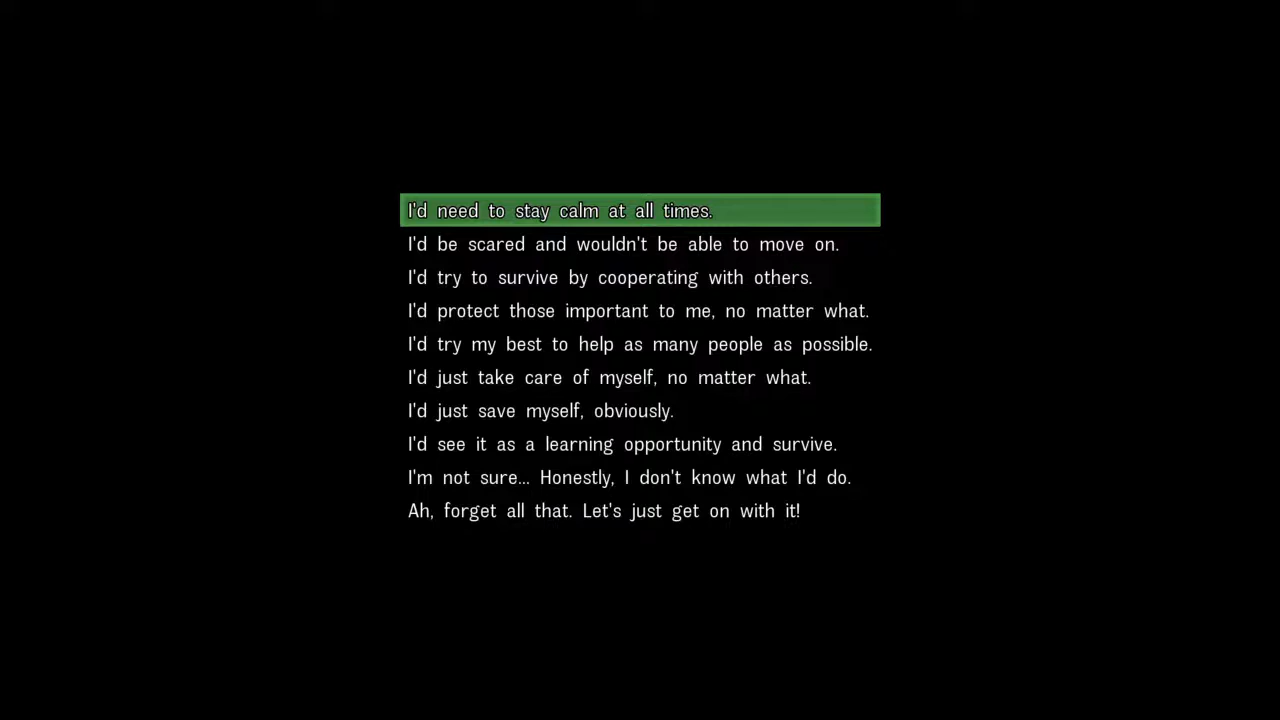 I'd need to stay calm at all times.
I'd be scared and wouldn't be able to move on.
I'd try to survive by cooperating with others.
I'd protect those important to me, no matter what.
I'd try my best to help as many people as possible.
I'd just take care of myself, no matter what.
I'd just save myself, obviously.
I'd see it as a learning opportunity and survive.
I'm not sure... Honestly, I don't know what I'd do.
Ah, forget all that. Let's just get on with it!